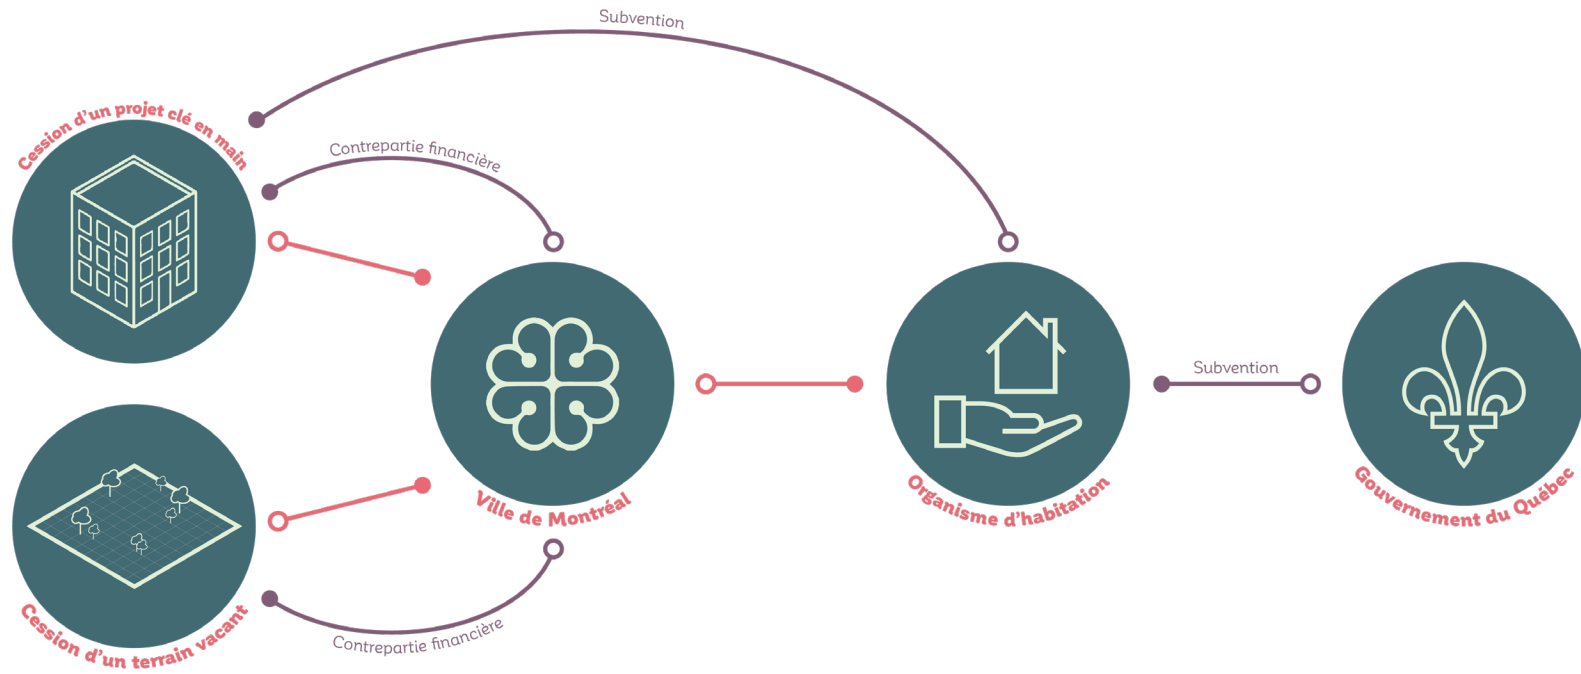 Subvention
Cession d'un projet clé en main
Contrepartie financière
Subvention
Ville de Montréal
Organisme d'habitation
Gouvernement du Québec
Cession d'un terrain vacant
Contrepartie financière